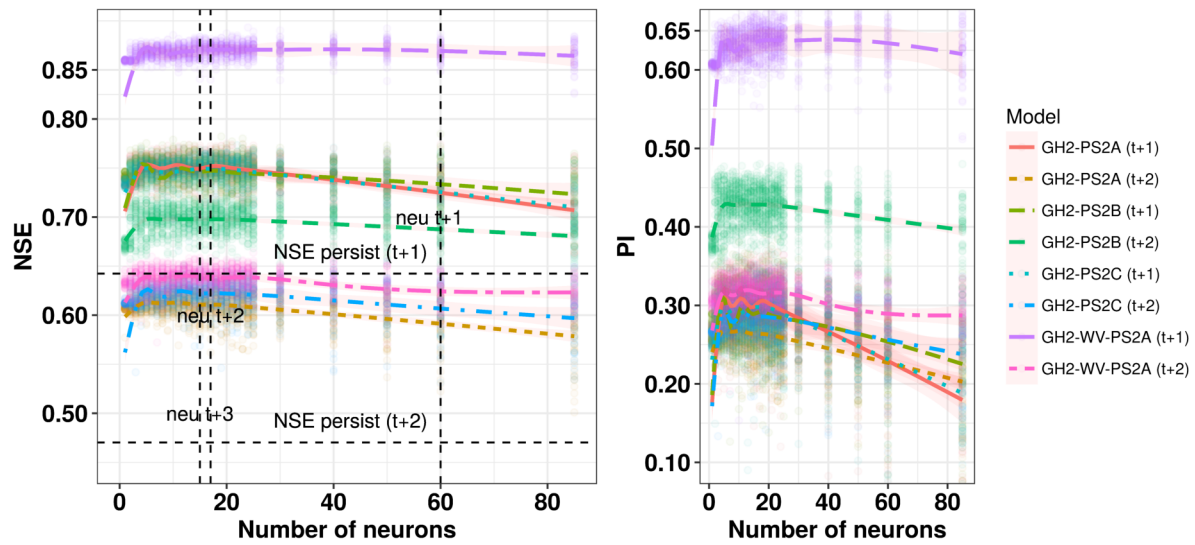 NSE
0.85
0.80
0.70
0.60
0.50
neu t+1
NSE persist (t+1)
neu t+2
neu t+3
NSE persist (t+2)
0
20
40
60
80
Number of neurons
PI
0.65
0.60
0.50
0.40
0.30
0.20
0.10
0
20
40
60
80
Number of neurons
Model
GH2-PS2A (t+1)
GH2-PS2A (t+2)
GH2-PS2B (t+1)
GH2-PS2B (t+2)
GH2-PS2C (t+1)
GH2-PS2C (t+2)
GH2-WV-PS2A (t+1)
GH2-WV-PS2A (t+2)